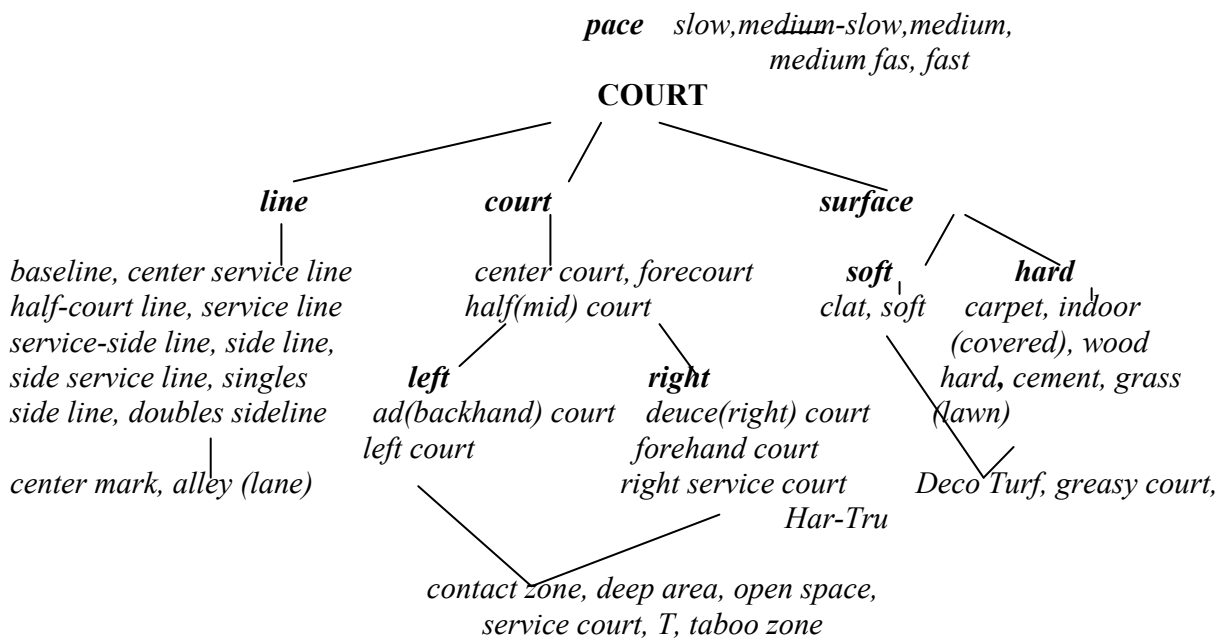 pace slow,medium-slow,medium,
medium fas, fast
COURT
line court surface
baseline, center service line
half-court line, service line
service-side line, side line,
side service line, singles
side line, doubles sideline
center mark, alley (lane)
center court, forecourt
half(mid) court
left
ad(backhand) court
left court
right
deuce(right) court
forehand court
right service court
soft
clat, soft
hard
carpet, indoor
(covered), wood
hard, cement, grass
(lawn)
Deco Turf, greasy court,
Har-Tru
contact zone, deep area, open space,
service court, T, taboo zone